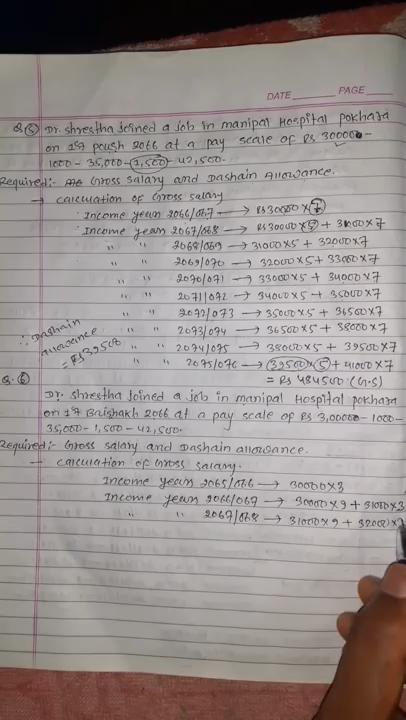 DATE PAGE
Q.⑤ Dr. shrestha joined a job in manipal Hospital pokhara
on 1st poush 2066 at a pay scale of Rs 300000-
1000 - 35,000 - 1,500 - 42,500.
Required:- Gross salary and Dashain Allowance.
→ calculation of Gross salary
Income year 2066/067 → Rs 30000 x 7
Income year 2067/068 → Rs 30000 x 5 + 31000 x 7
" " 2068/069 → 31000 x 5 + 32000 x 7
" " 2069/070 → 32000 x 5 + 33000 x 7
" " 2070/071 → 33000 x 5 + 34000 x 7
" " 2071/072 → 34000 x 5 + 35000 x 7
" " 2072/073 → 35000 x 5 + 36500 x 7
" " 2073/074 → 36500 x 5 + 38000 x 7
" " 2074/075 → 38000 x 5 + 39500 x 7
" " 2075/076 → 39500 x 5 + 41000 x 7
= Rs 484500 (G.S)
∴ Dashain
Allowance
= Rs 39500
Q.⑥
Dr. shrestha joined a job in manipal Hospital pokhara
on 1st Baishakh 2066 at a pay scale of Rs 3,00000 - 1000 -
35,000 - 1,500 - 42,500.
Required:- Gross salary and Dashain allowance.
→ calculation of Gross salary.
Income year 2065/066 → 30000 x 3
Income year 2066/067 → 30000 x 9 + 31000 x 3
" " 2067/068 → 31000 x 9 + 32000 x